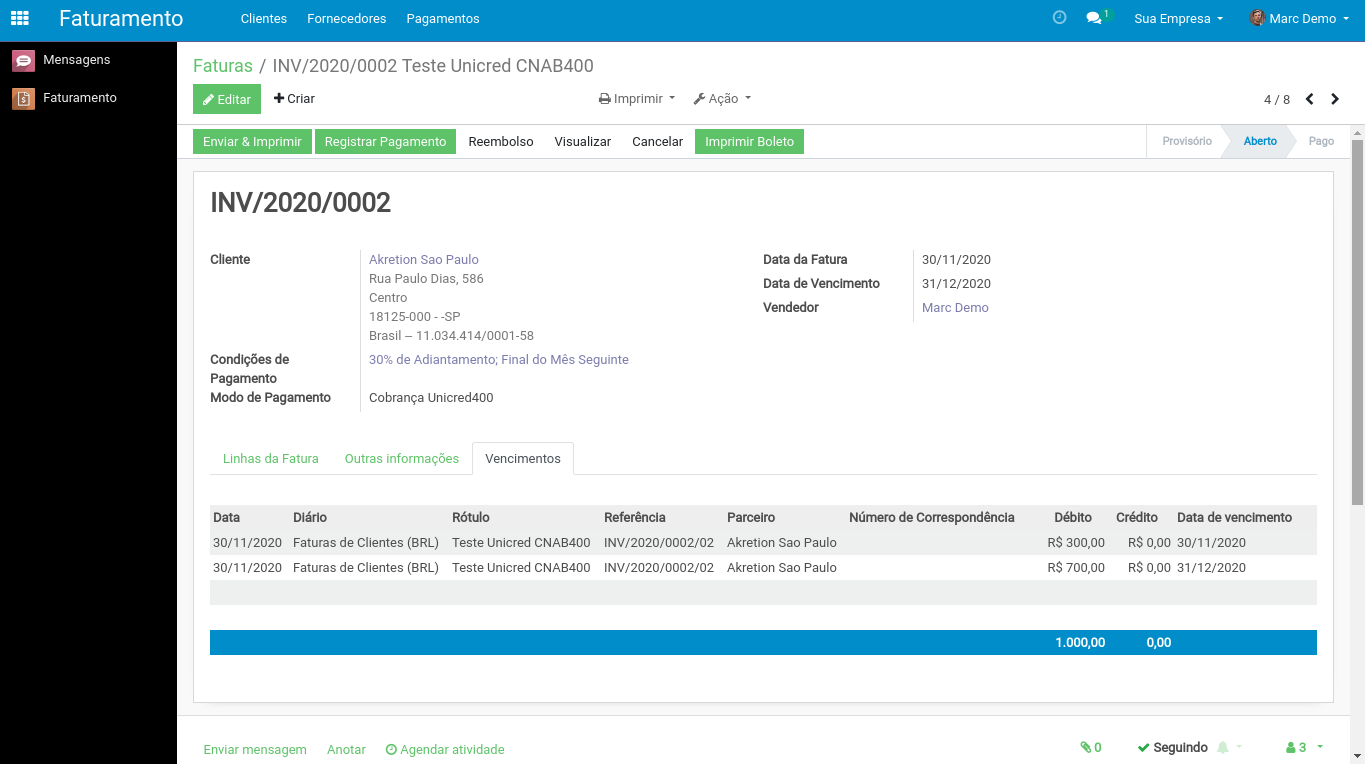 Faturamento Clientes Fornecedores Pagamentos 1 Sua Empresa Marc Demo
Mensagens
Faturamento
Faturas / INV/2020/0002 Teste Unicred CNAB400
Editar Criar Imprimir Ação 4 / 8
Enviar & Imprimir Registrar Pagamento Reembolso Visualizar Cancelar Imprimir Boleto Provisório Aberto Pago
INV/2020/0002
Cliente Akretion Sao Paulo Data da Fatura 30/11/2020
Rua Paulo Dias, 586 Data de Vencimento 31/12/2020
Centro Vendedor Marc Demo
18125-000 - -SP
Brasil – 11.034.414/0001-58
Condições de 30% de Adiantamento; Final do Mês Seguinte
Pagamento
Modo de Pagamento Cobrança Unicred400
Linhas da Fatura Outras informações Vencimentos
Data Diário Rótulo Referência Parceiro Número de Correspondência Débito Crédito Data de vencimento
30/11/2020 Faturas de Clientes (BRL) Teste Unicred CNAB400 INV/2020/0002/02 Akretion Sao Paulo R$ 300,00 R$ 0,00 30/11/2020
30/11/2020 Faturas de Clientes (BRL) Teste Unicred CNAB400 INV/2020/0002/02 Akretion Sao Paulo R$ 700,00 R$ 0,00 31/12/2020
1.000,00 0,00
Enviar mensagem Anotar Agendar atividade 0 Seguindo 3